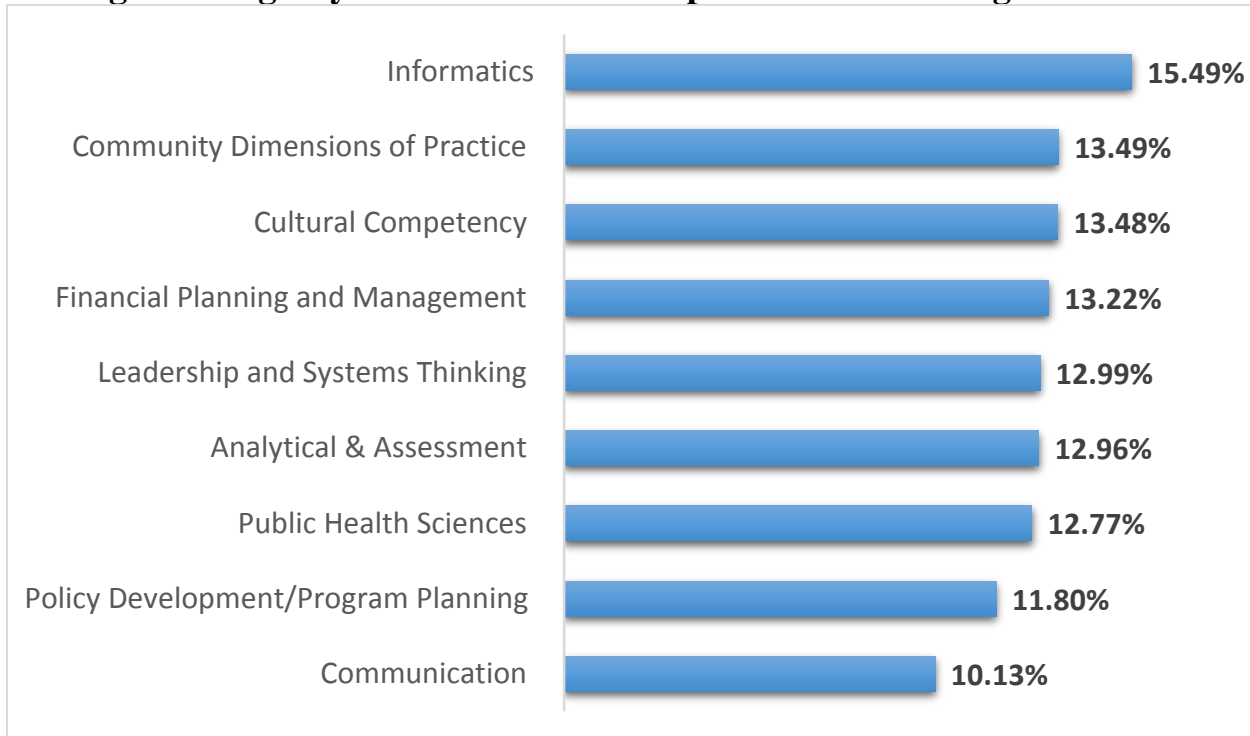 Informatics 15.49%
Community Dimensions of Practice 13.49%
Cultural Competency 13.48%
Financial Planning and Management 13.22%
Leadership and Systems Thinking 12.99%
Analytical & Assessment 12.96%
Public Health Sciences 12.77%
Policy Development/Program Planning 11.80%
Communication 10.13%